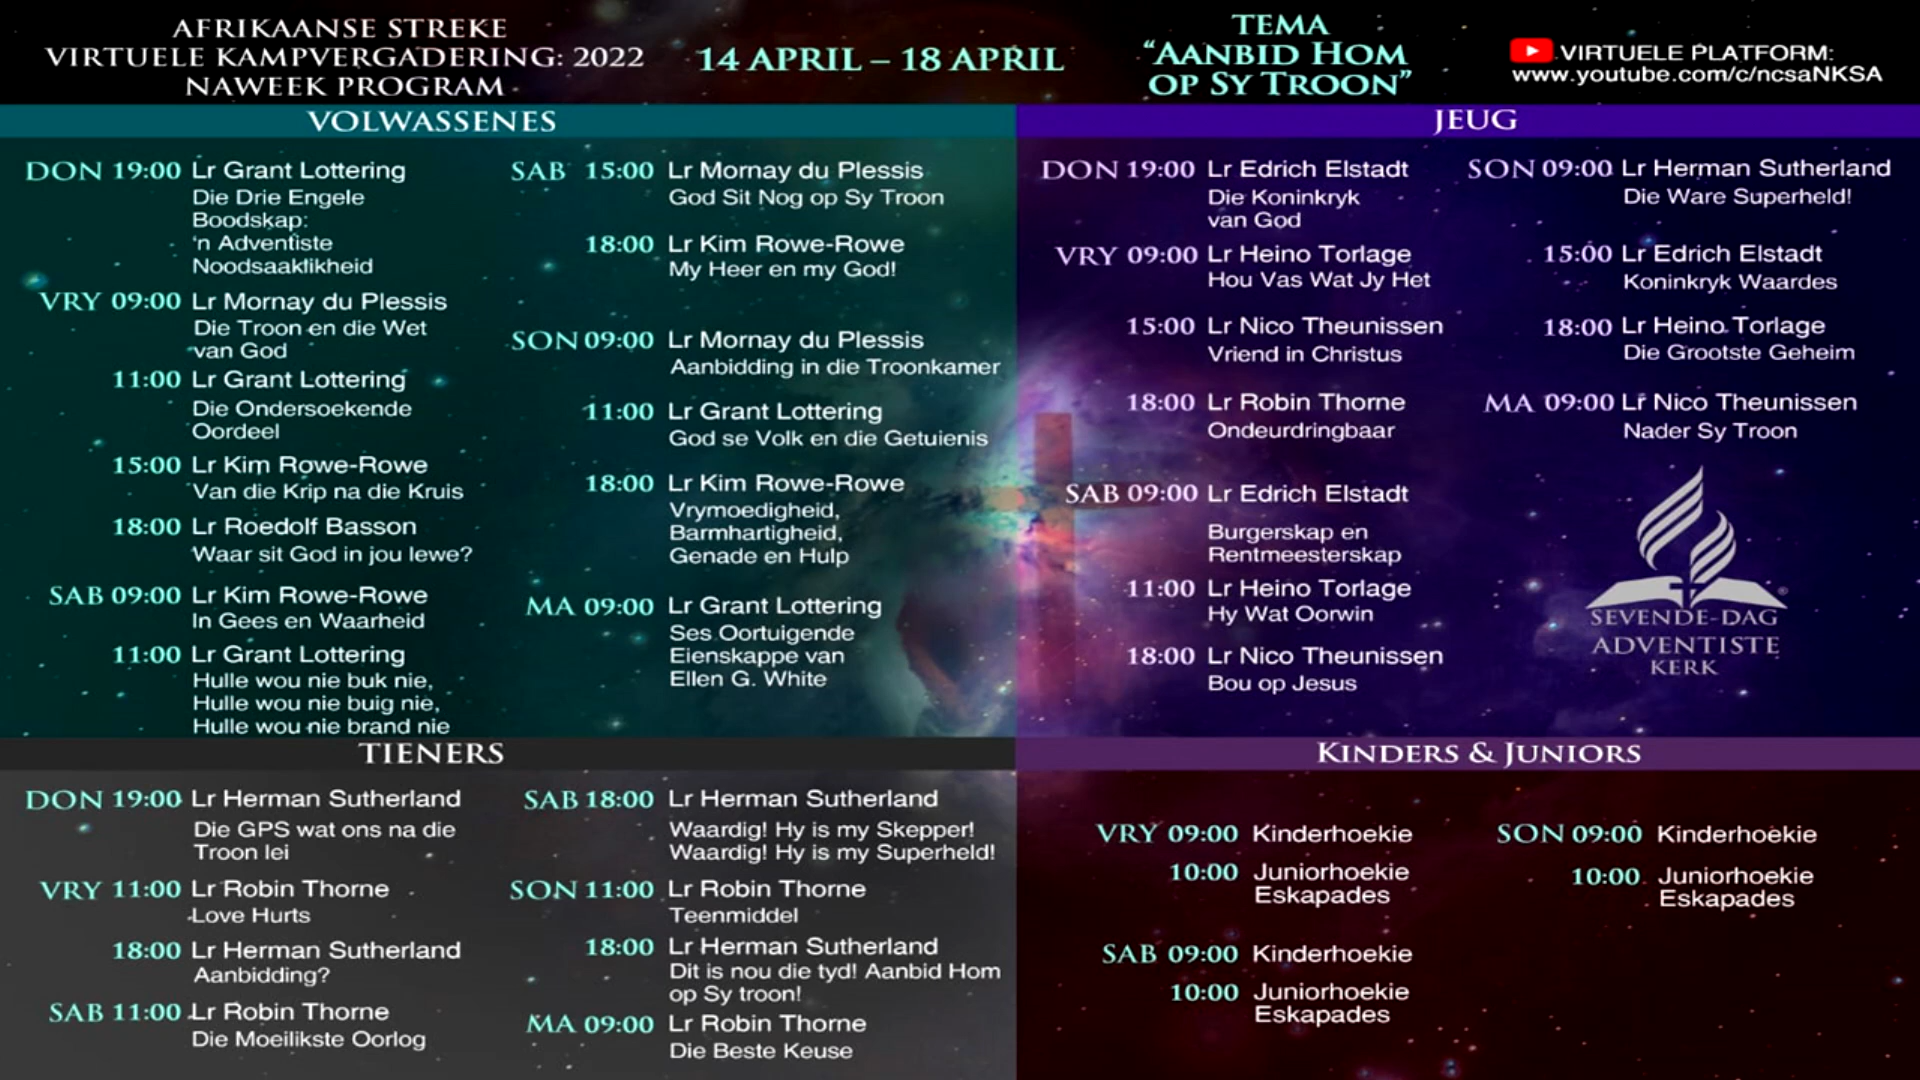 AFRIKAANSE STREKE
VIRTUELE KAMPVERGADERING: 2022
NAWEEK PROGRAM
14 APRIL – 18 APRIL
TEMA
“AANBID HOM
OP SY TROON”
VIRTUELE PLATFORM:
www.youtube.com/c/ncsaNKSA
VOLWASSENES
DON 19:00 Lr Grant Lottering
Die Drie Engele
Boodskap:
'n Adventiste
Noodsaaklikheid
VRY 09:00 Lr Mornay du Plessis
Die Troon en die Wet
van God
11:00 Lr Grant Lottering
Die Ondersoekende
Oordeel
15:00 Lr Kim Rowe-Rowe
Van die Krip na die Kruis
18:00 Lr Roedolf Basson
Waar sit God in jou lewe?
SAB 09:00 Lr Kim Rowe-Rowe
In Gees en Waarheid
11:00 Lr Grant Lottering
Hulle wou nie buk nie,
Hulle wou nie buig nie,
Hulle wou nie brand nie
SAB 15:00 Lr Mornay du Plessis
God Sit Nog op Sy Troon
18:00 Lr Kim Rowe-Rowe
My Heer en my God!
SON 09:00 Lr Mornay du Plessis
Aanbidding in die Troonkamer
11:00 Lr Grant Lottering
God se Volk en die Getuienis
18:00 Lr Kim Rowe-Rowe
Vrymoedigheid,
Barmhartigheid,
Genade en Hulp
MA 09:00 Lr Grant Lottering
Ses Oortuigende
Eienskappe van
Ellen G. White
JEUG
DON 19:00 Lr Edrich Elstadt
Die Koninkryk
van God
VRY 09:00 Lr Heino Torlage
Hou Vas Wat Jy Het
15:00 Lr Nico Theunissen
Vriend in Christus
18:00 Lr Robin Thorne
Ondeurdringbaar
SAB 09:00 Lr Edrich Elstadt
Burgerskap en
Rentmeesterskap
11:00 Lr Heino Torlage
Hy Wat Oorwin
18:00 Lr Nico Theunissen
Bou op Jesus
SON 09:00 Lr Herman Sutherland
Die Ware Superheld!
15:00 Lr Edrich Elstadt
Koninkryk Waardes
18:00 Lr Heino Torlage
Die Grootste Geheim
MA 09:00 Lr Nico Theunissen
Nader Sy Troon
®
SEVENDE-DAG
ADVENTISTE
KERK
TIENERS
DON 19:00 Lr Herman Sutherland
Die GPS wat ons na die
Troon lei
VRY 11:00 Lr Robin Thorne
Love Hurts
18:00 Lr Herman Sutherland
Aanbidding?
SAB 11:00 Lr Robin Thorne
Die Moeilikste Oorlog
SAB 18:00 Lr Herman Sutherland
Waardig! Hy is my Skepper!
Waardig! Hy is my Superheld!
SON 11:00 Lr Robin Thorne
Teenmiddel
18:00 Lr Herman Sutherland
Dit is nou die tyd! Aanbid Hom
op Sy troon!
MA 09:00 Lr Robin Thorne
Die Beste Keuse
KINDERS & JUNIORS
VRY 09:00 Kinderhoekie
10:00 Juniorhoekie
Eskapades
SAB 09:00 Kinderhoekie
10:00 Juniorhoekie
Eskapades
SON 09:00 Kinderhoekie
10:00 Juniorhoekie
Eskapades